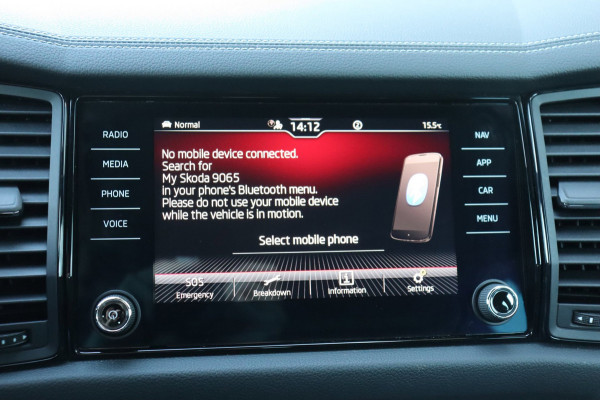 Normal 14:12 15.5°C
RADIO
MEDIA
PHONE
VOICE
No mobile device connected.
Search for
My Skoda 9065
in your phone's Bluetooth menu.
Please do not use your mobile device
while the vehicle is in motion.
Select mobile phone
SOS
Emergency
Breakdown
Information
Settings
NAV
APP
CAR
MENU